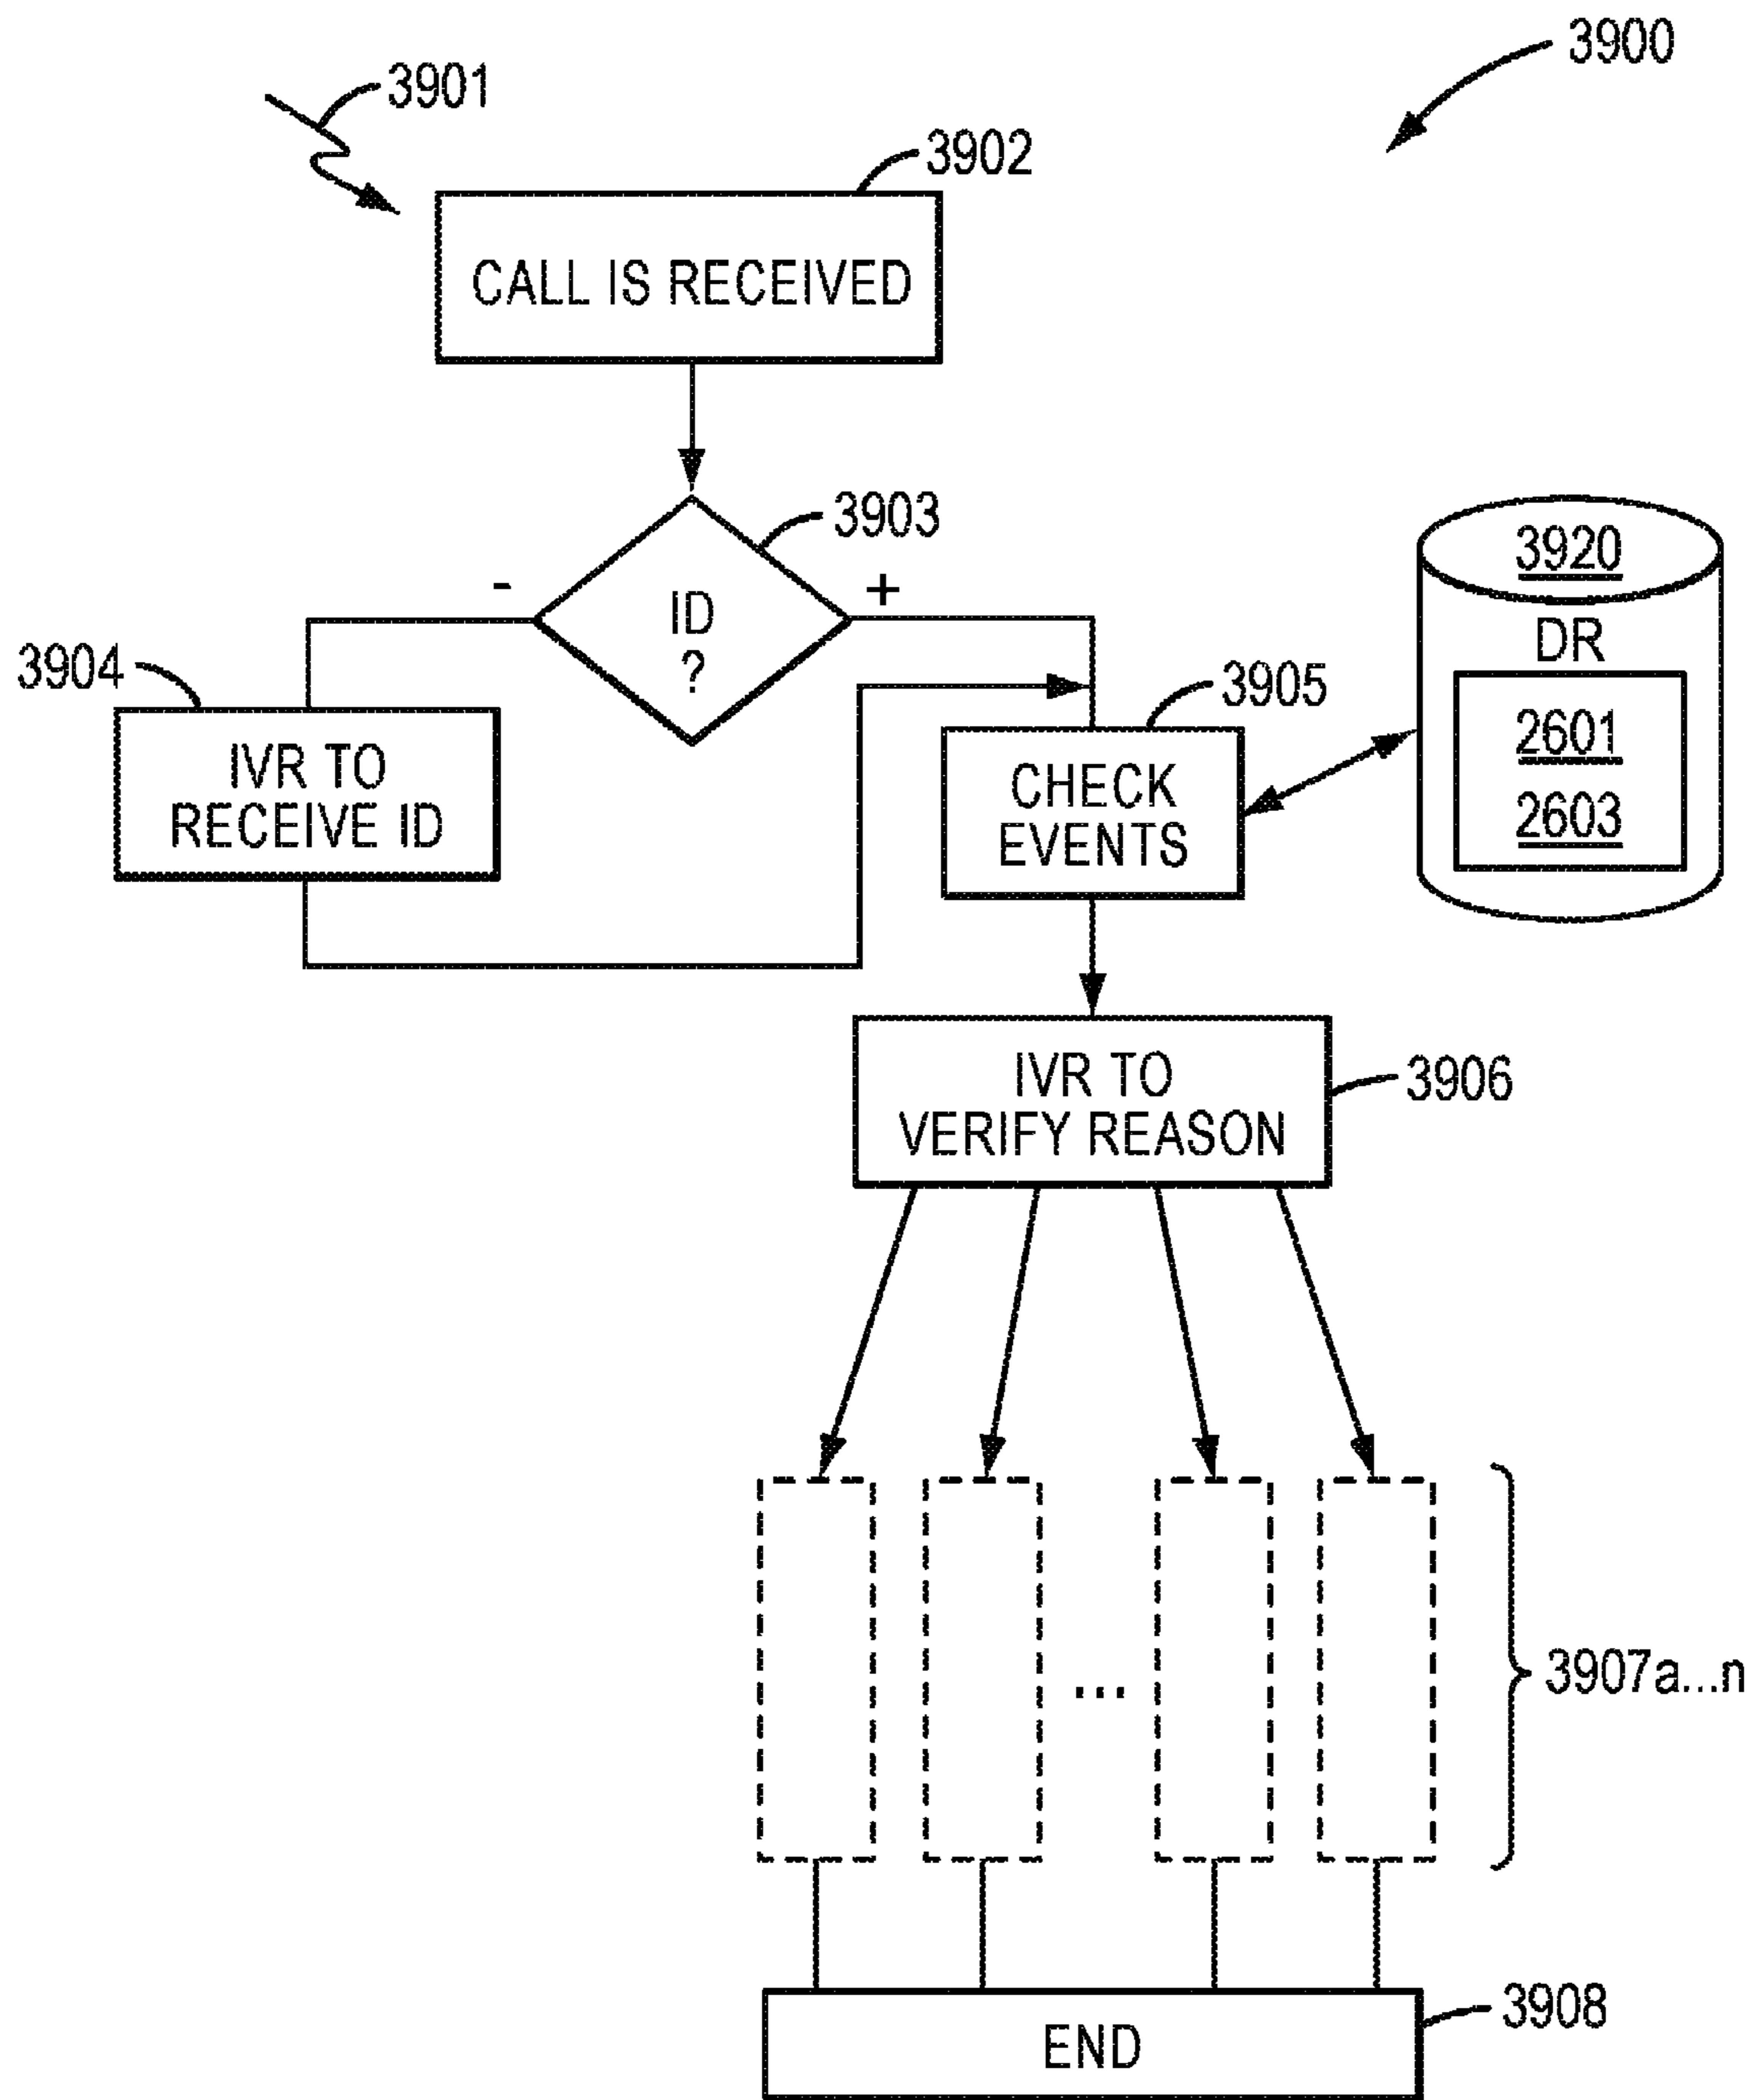 3900
3901
3902
CALL IS RECEIVED
3903
-
+
ID
?
3920
DR
2601
2603
3904
IVR TO
RECEIVE ID
3905
CHECK
EVENTS
IVR TO
VERIFY REASON
3906
...
3907a...n
END
3908